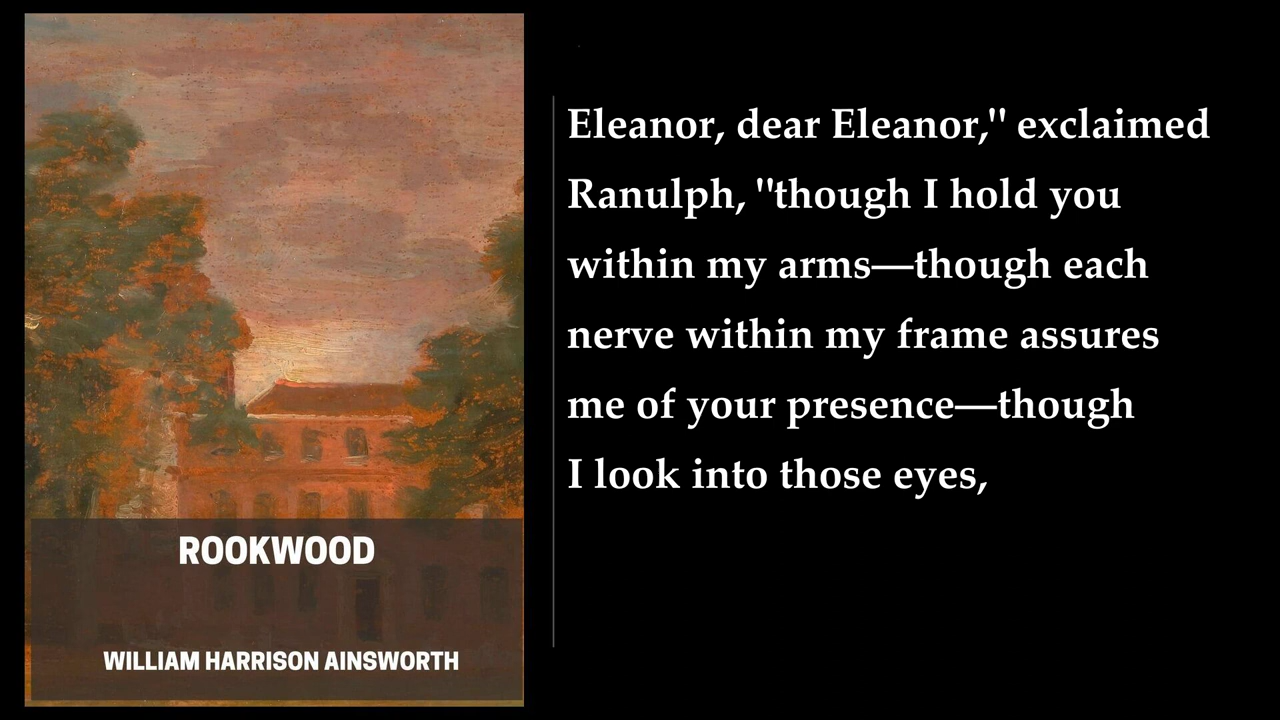 ROOKWOOD
WILLIAM HARRISON AINSWORTH
Eleanor, dear Eleanor," exclaimed
Ranulph, "though I hold you
within my arms—though each
nerve within my frame assures
me of your presence—though
I look into those eyes,